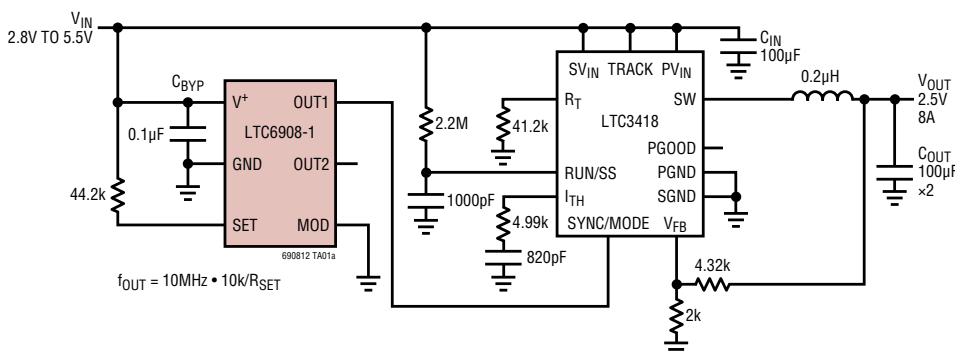 VIN
2.8V TO 5.5V
CIN
100µF
CBYP
0.1µF
44.2k
V+
OUT1
LTC6908-1
GND
OUT2
SET
MOD
690812 TA01a
fOUT = 10MHz • 10k/RSET
2.2M
1000pF
41.2k
4.99k
820pF
SVIN TRACK PVIN
RT
SW
LTC3418
PGOOD
RUN/SS
PGND
ITH
SGND
SYNC/MODE
VFB
0.2µH
VOUT
2.5V
8A
COUT
100µF
×2
4.32k
2k